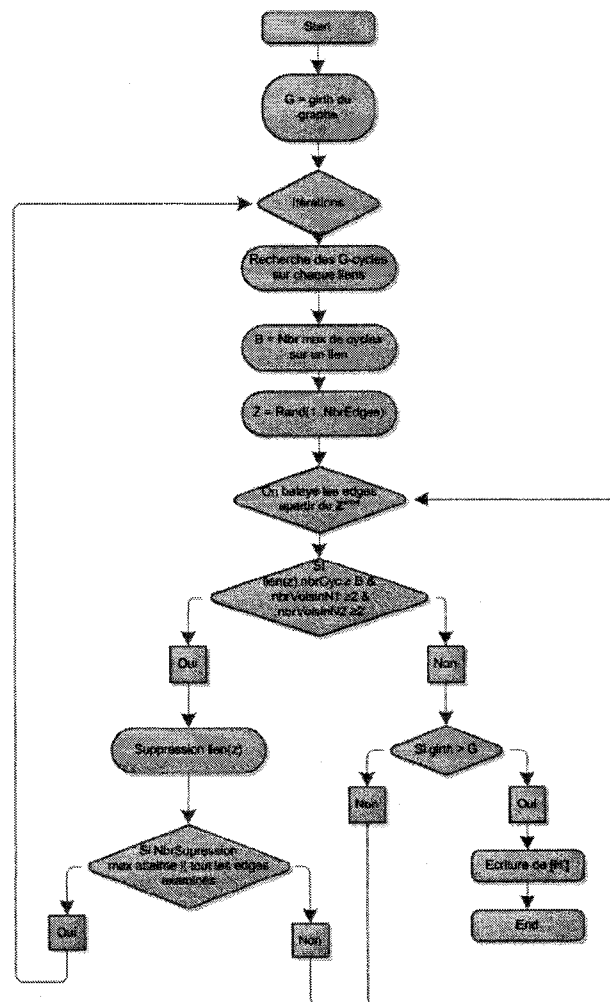 Start
G = girth du
graphe
Itérations
Recherche des G-cycles
sur chaque liens
B = Nbr max de cycles
sur un lien
Z = Rand(1, NbrEdges)
On balaye les edges
apartir du Z
SI
lien(z).nbrCyc ≥ B &
nbrVoisinN1 ≥2 &
nbrVoisinN2 ≥2
Oui
Non
Suppression lien(z)
SI girth > G
Non
Oui
Si NbrSupression
max atteinte || tout les edges
examinés
Ecriture de [H]
End
Oui
Non